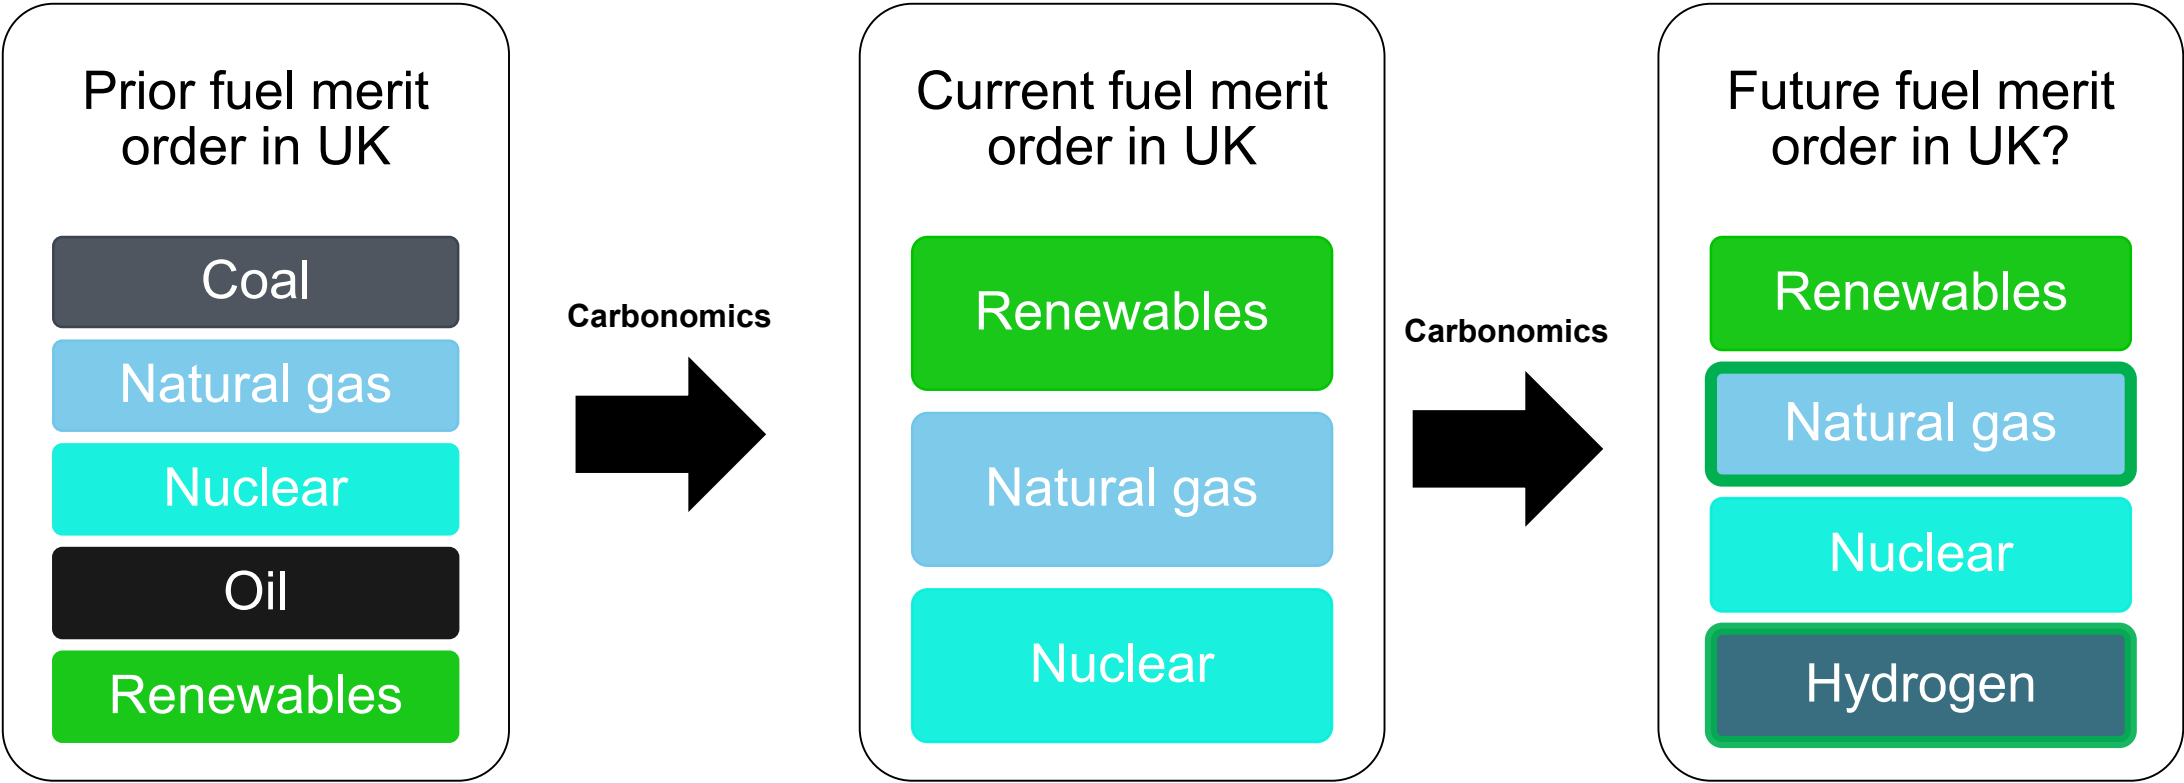 Prior fuel merit
order in UK
Coal
Natural gas
Nuclear
Oil
Renewables
Carbonomics
Current fuel merit
order in UK
Renewables
Natural gas
Nuclear
Carbonomics
Future fuel merit
order in UK?
Renewables
Natural gas
Nuclear
Hydrogen